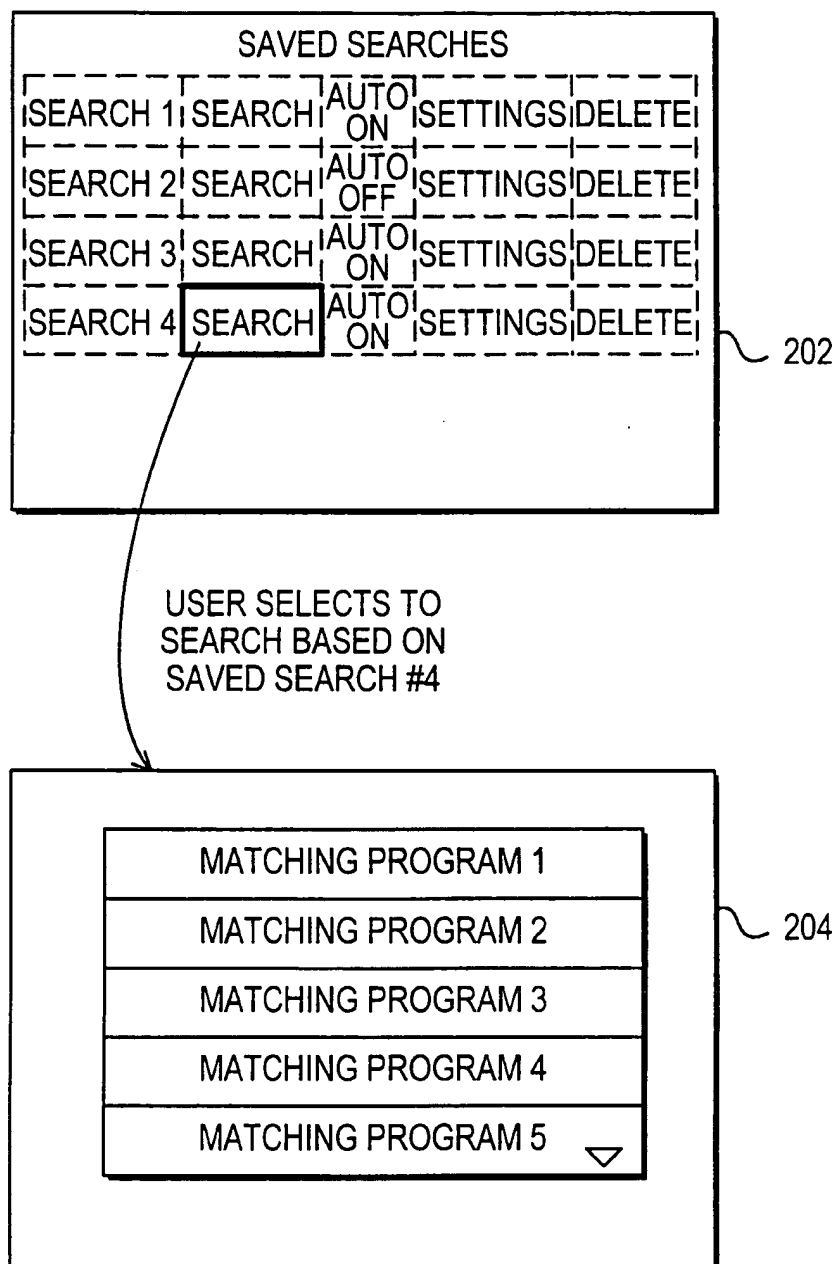 SAVED SEARCHES
SEARCH 1 SEARCH AUTO ON SETTINGS DELETE
SEARCH 2 SEARCH AUTO OFF SETTINGS DELETE
SEARCH 3 SEARCH AUTO ON SETTINGS DELETE
SEARCH 4 SEARCH AUTO ON SETTINGS DELETE
202
USER SELECTS TO
SEARCH BASED ON
SAVED SEARCH #4
MATCHING PROGRAM 1
MATCHING PROGRAM 2
204
MATCHING PROGRAM 3
MATCHING PROGRAM 4
MATCHING PROGRAM 5